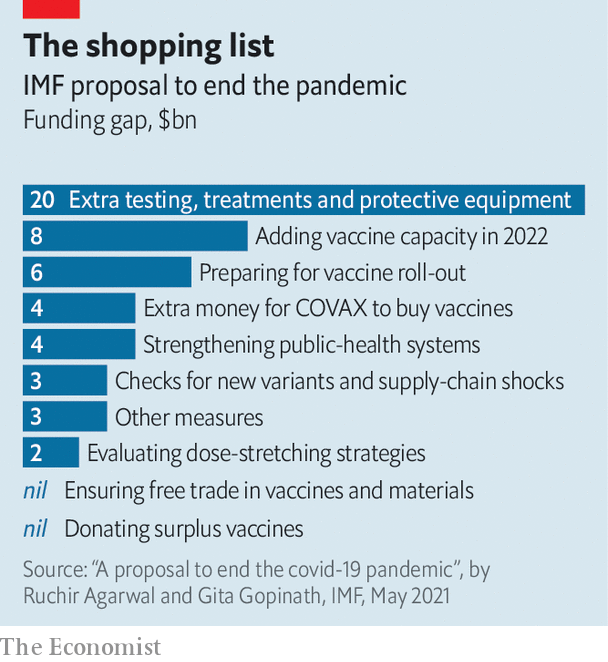 The shopping list
IMF proposal to end the pandemic
Funding gap, $bn
20 Extra testing, treatments and protective equipment
8 Adding vaccine capacity in 2022
6 Preparing for vaccine roll-out
4 Extra money for COVAX to buy vaccines
4 Strengthening public-health systems
3 Checks for new variants and supply-chain shocks
3 Other measures
2 Evaluating dose-stretching strategies
nil Ensuring free trade in vaccines and materials
nil Donating surplus vaccines
Source: “A proposal to end the covid-19 pandemic”, by
Ruchir Agarwal and Gita Gopinath, IMF, May 2021
The Economist